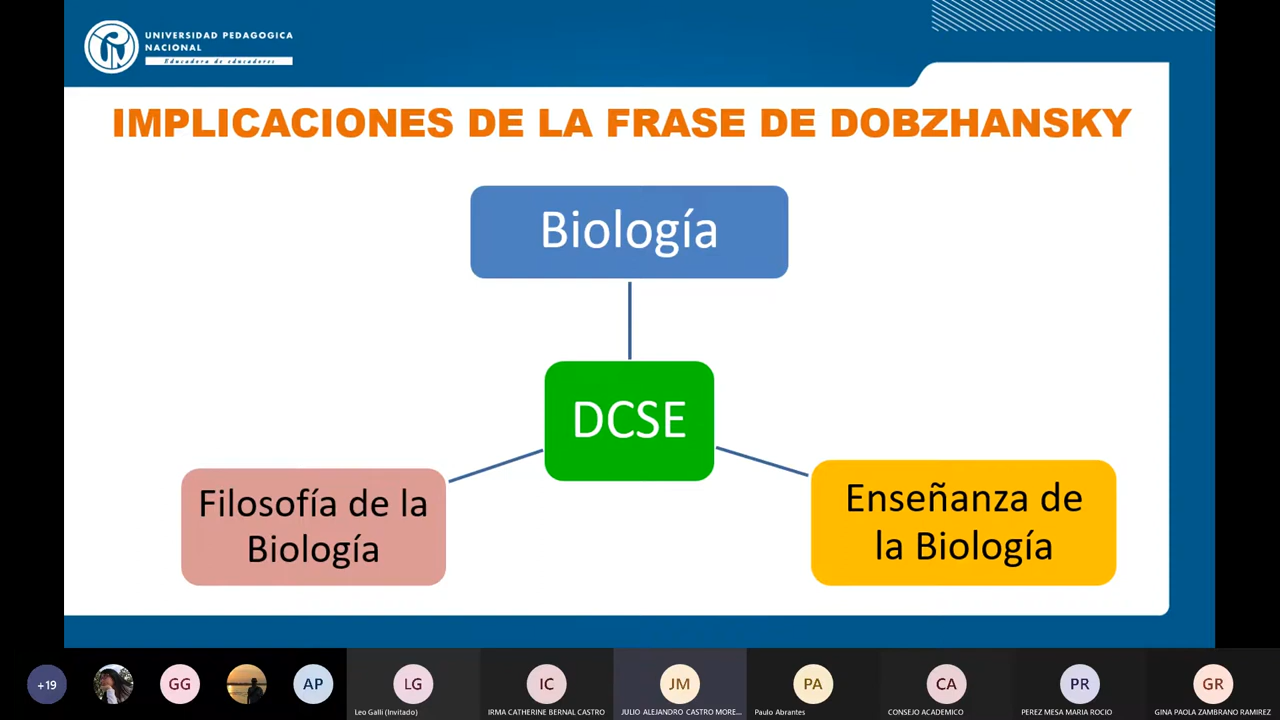 UNIVERSIDAD PEDAGOGICA
NACIONAL
Educadora de educadores
IMPLICACIONES DE LA FRASE DE DOBZHANSKY
Biología
DCSE
Filosofía de la
Biología
Enseñanza de
la Biología
+19
GG
AP
LG
Leo Galli (Invitado)
IC
IRMA CATHERINE BERNAL CASTRO
JM
JULIO ALEJANDRO CASTRO MORE...
PA
Paulo Abrantes
CA
CONSEJO ACADEMICO
PR
PEREZ MESA MARIA ROCIO
GR
GINA PAOLA ZAMBRANO RAMIREZ